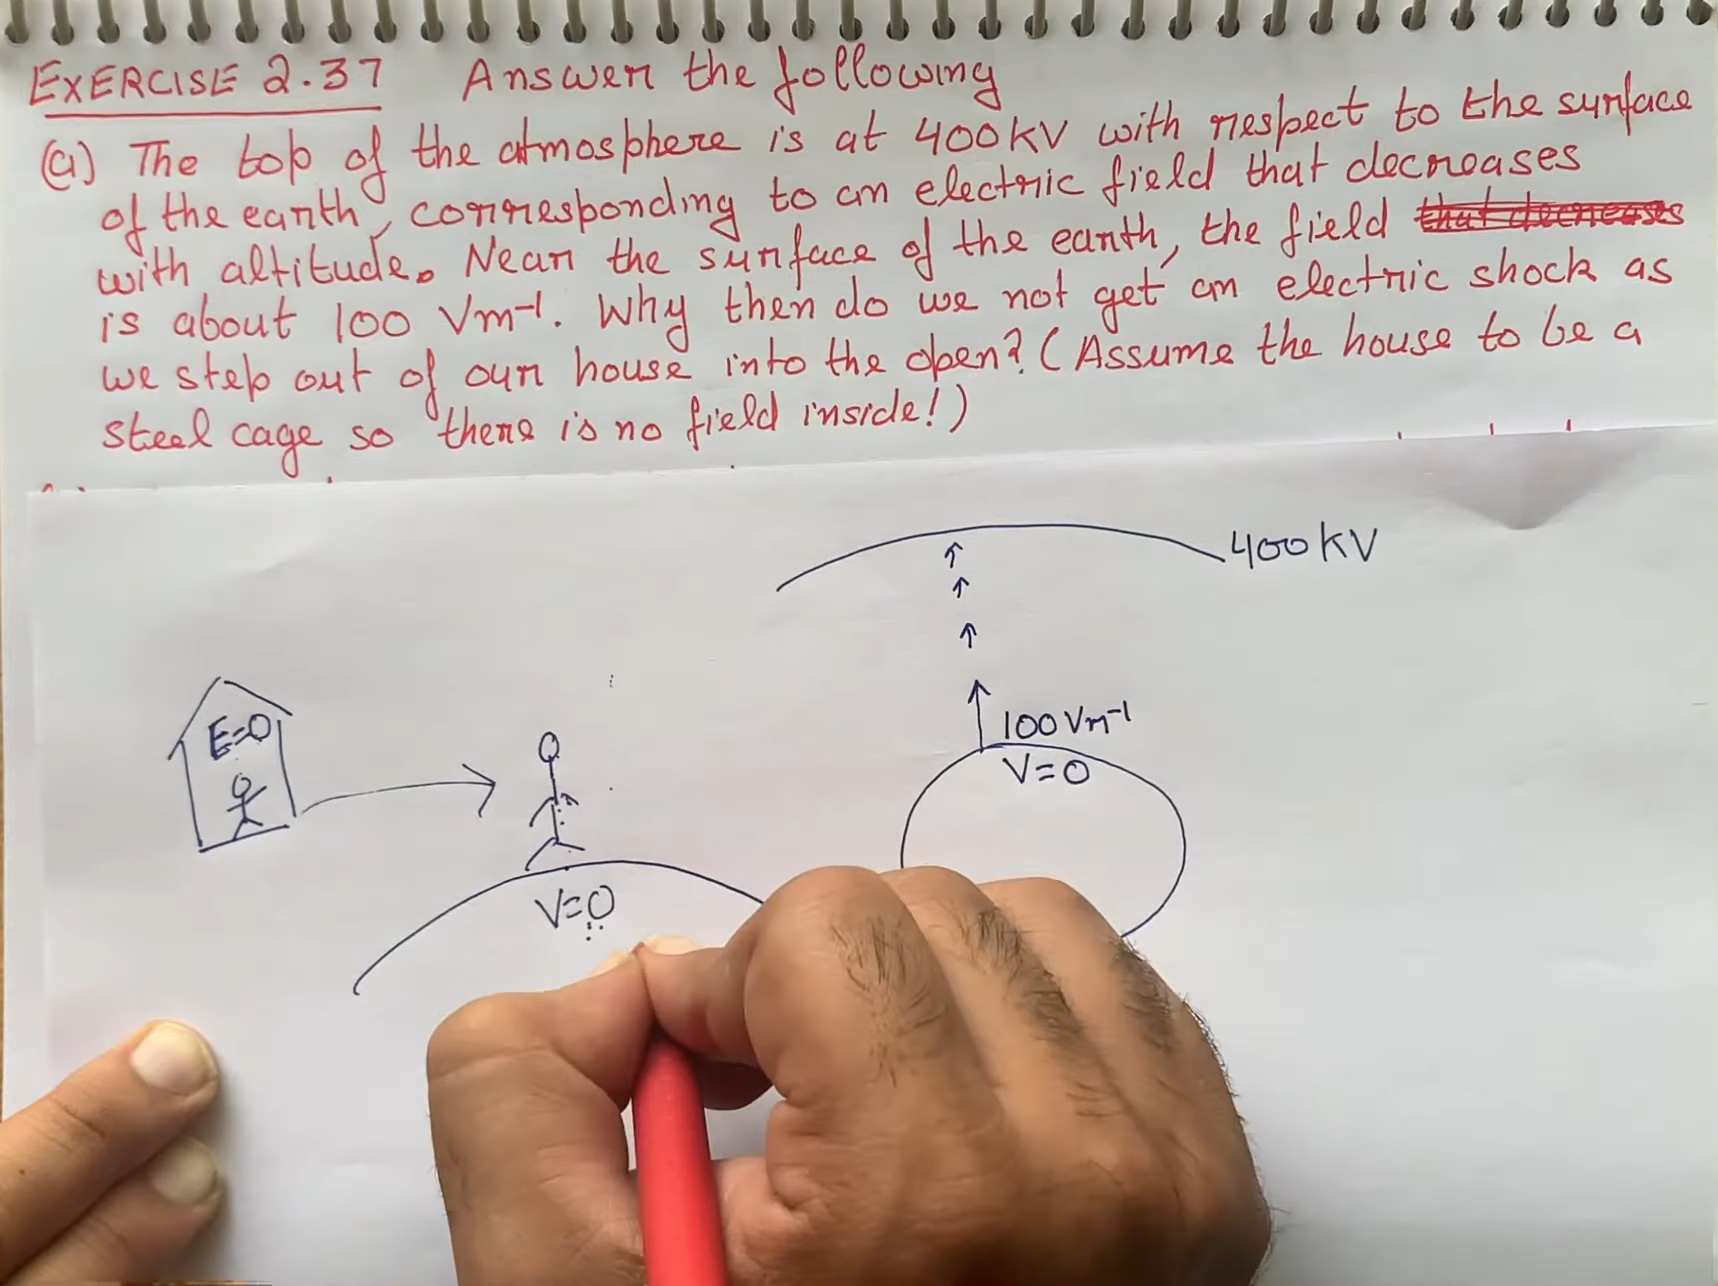 EXERCISE 2.37 Answer the following
(a) The top of the atmosphere is at 400kV with respect to the surface
of the earth, corresponding to an electric field that decreases
with altitude. Near the surface of the earth, the field that decreases
is about 100 Vm⁻¹. Why then do we not get an electric shock as
we step out of our house into the open? (Assume the house to be a
steel cage so there is no field inside!)
400KV
E=0
100Vm⁻¹
V=0
V=0